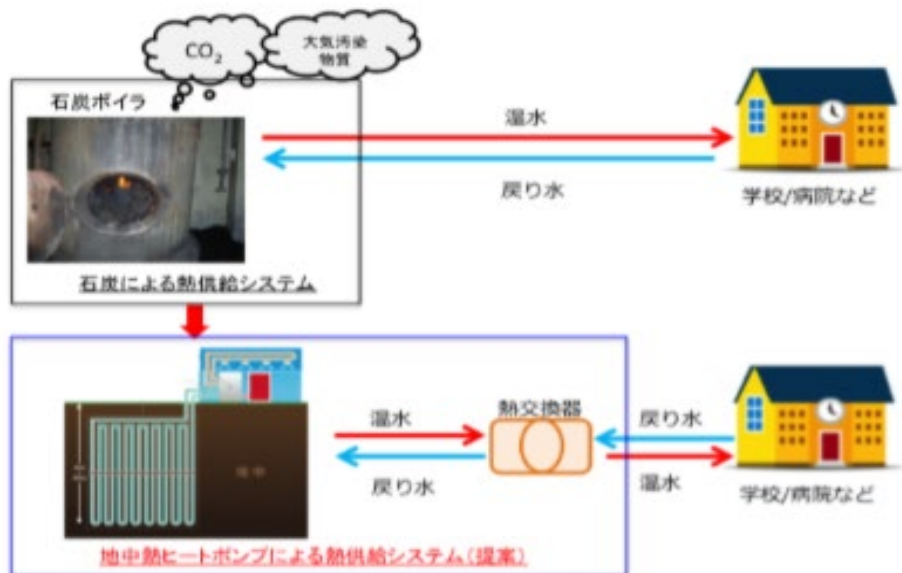 CO₂
大気汚染
物質
石炭ボイラ
温水
戻り水
学校/病院など
石炭による熱供給システム
熱交換器
温水
戻り水
戻り水
温水
地中
学校/病院など
地中熱ヒートポンプによる熱供給システム(提案)